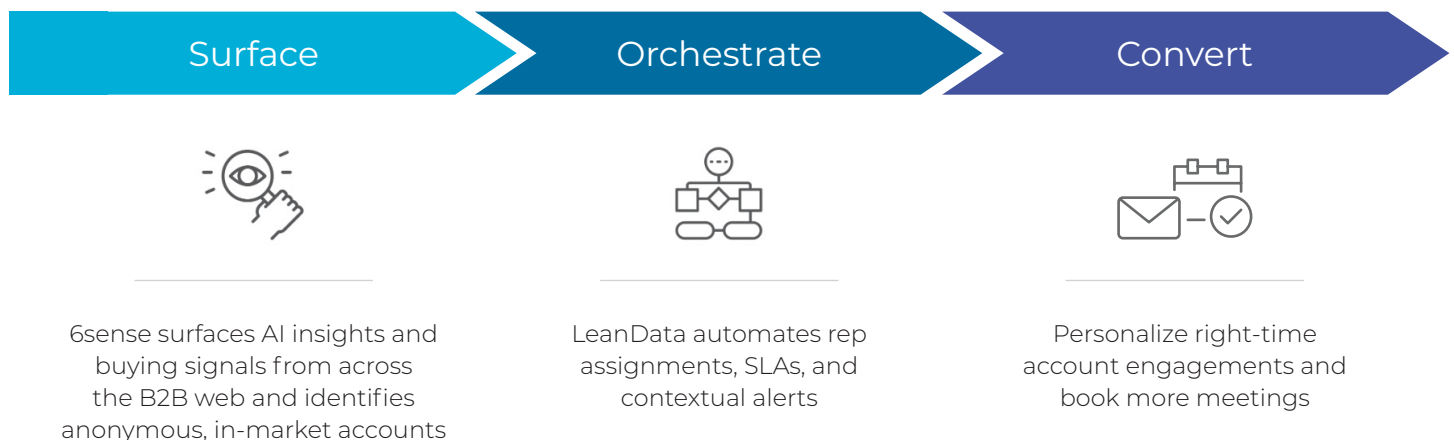 Surface
Orchestrate
Convert
6sense surfaces AI insights and
buying signals from across
the B2B web and identifies
anonymous, in-market accounts
LeanData automates rep
assignments, SLAs, and
contextual alerts
Personalize right-time
account engagements and
book more meetings